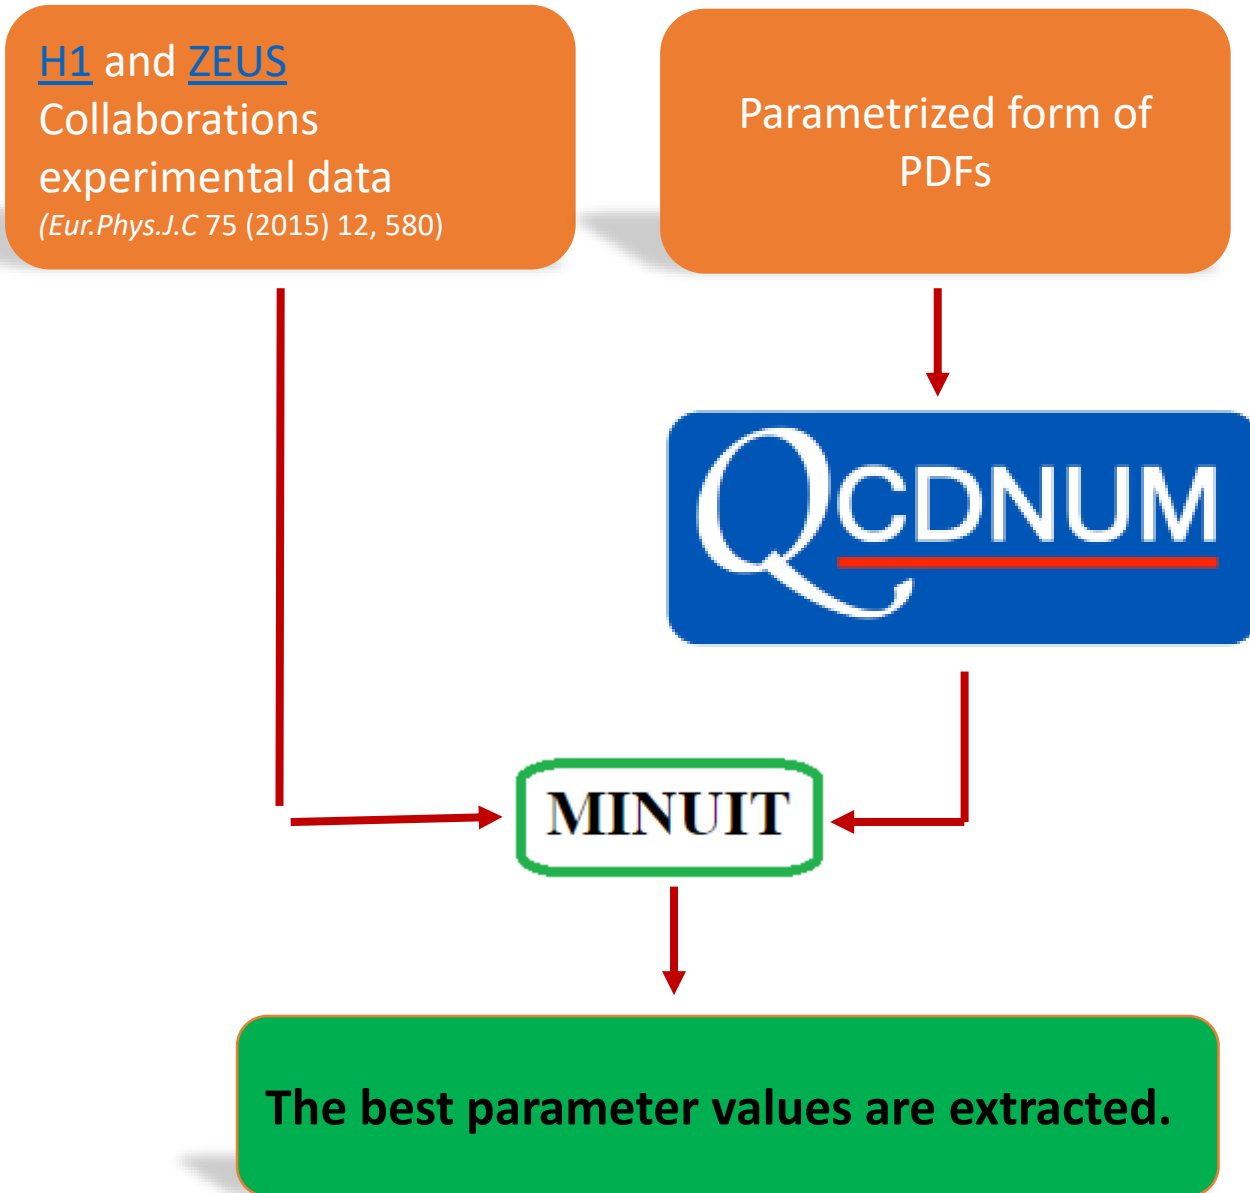 H1 and ZEUS
Collaborations
experimental data
(Eur.Phys.J.C 75 (2015) 12, 580)
Parametrized form of
PDFs
QCDNUM
MINUIT
The best parameter values are extracted.